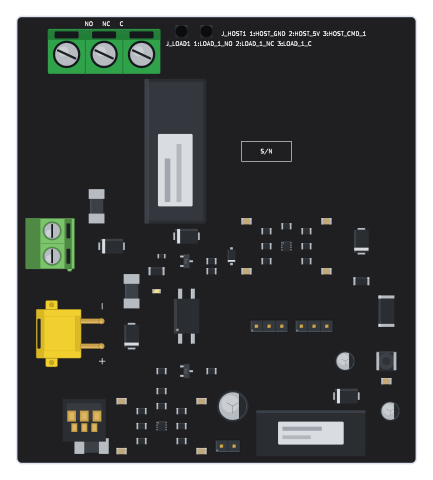 NO NC C
J_HOST1 1:HOST_GND 2:HOST_5V 3:HOST_CMD_1
J_LOAD1 1:LOAD_1_NO 2:LOAD_1_NC 3:LOAD_1_C
S/N
−
+